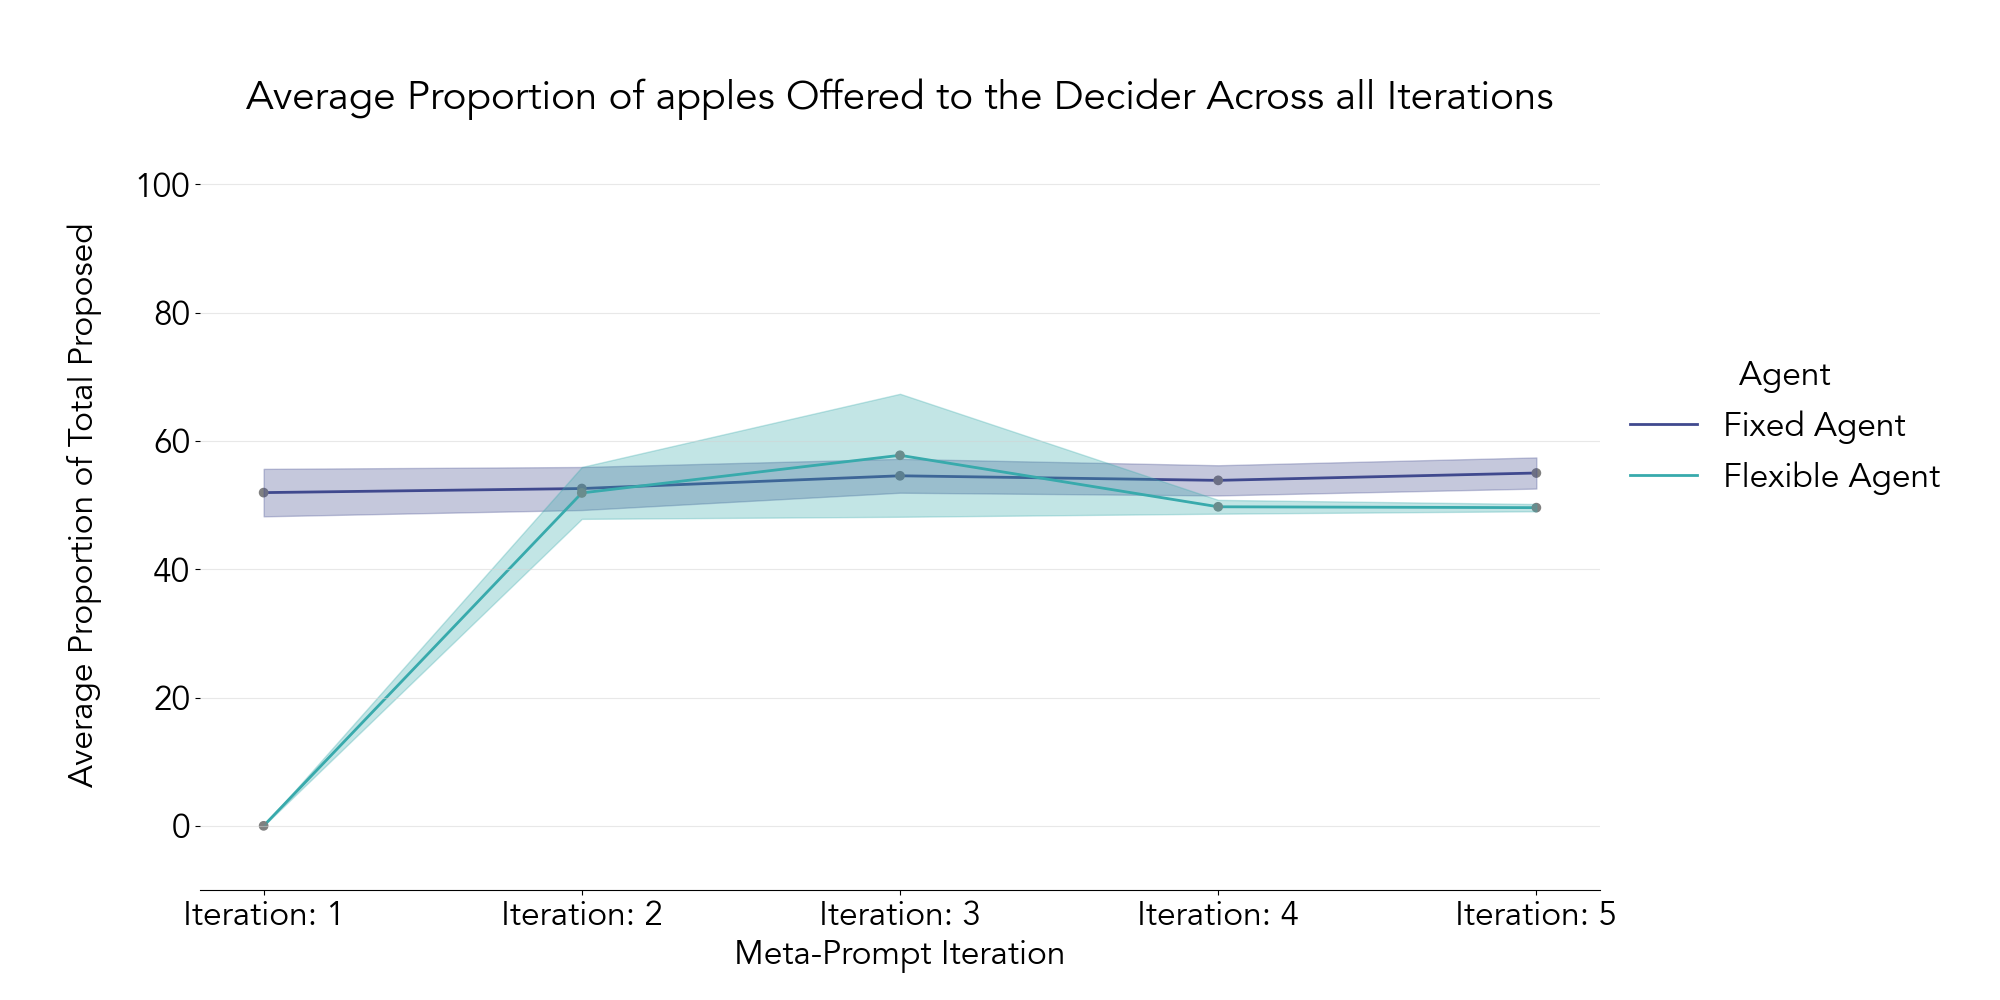 Average Proportion of apples Offered to the Decider Across all Iterations
Average Proportion of Total Proposed
100
80
60
40
20
0
Iteration: 1
Iteration: 2
Iteration: 3
Iteration: 4
Iteration: 5
Meta-Prompt Iteration
Agent
Fixed Agent
Flexible Agent